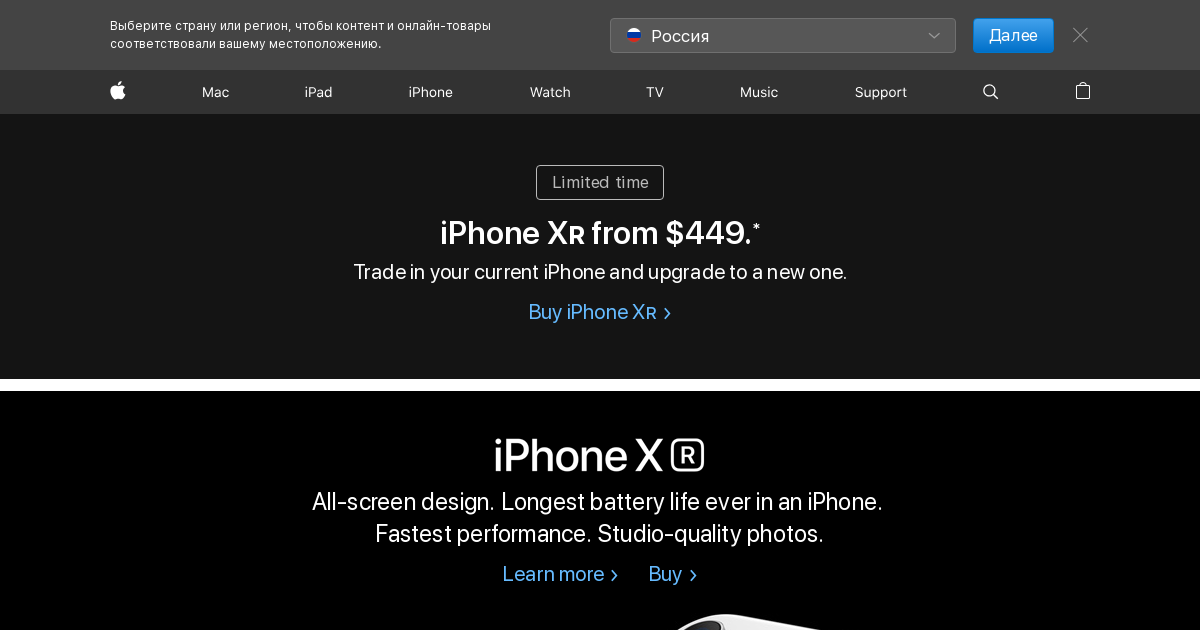 Выберите страну или регион, чтобы контент и онлайн-товары
соответствовали вашему местоположению.
Россия
Далее
Mac iPad iPhone Watch TV Music Support
Limited time
iPhone XR from $449.*
Trade in your current iPhone and upgrade to a new one.
Buy iPhone XR >
iPhone XR
All-screen design. Longest battery life ever in an iPhone.
Fastest performance. Studio-quality photos.
Learn more > Buy >